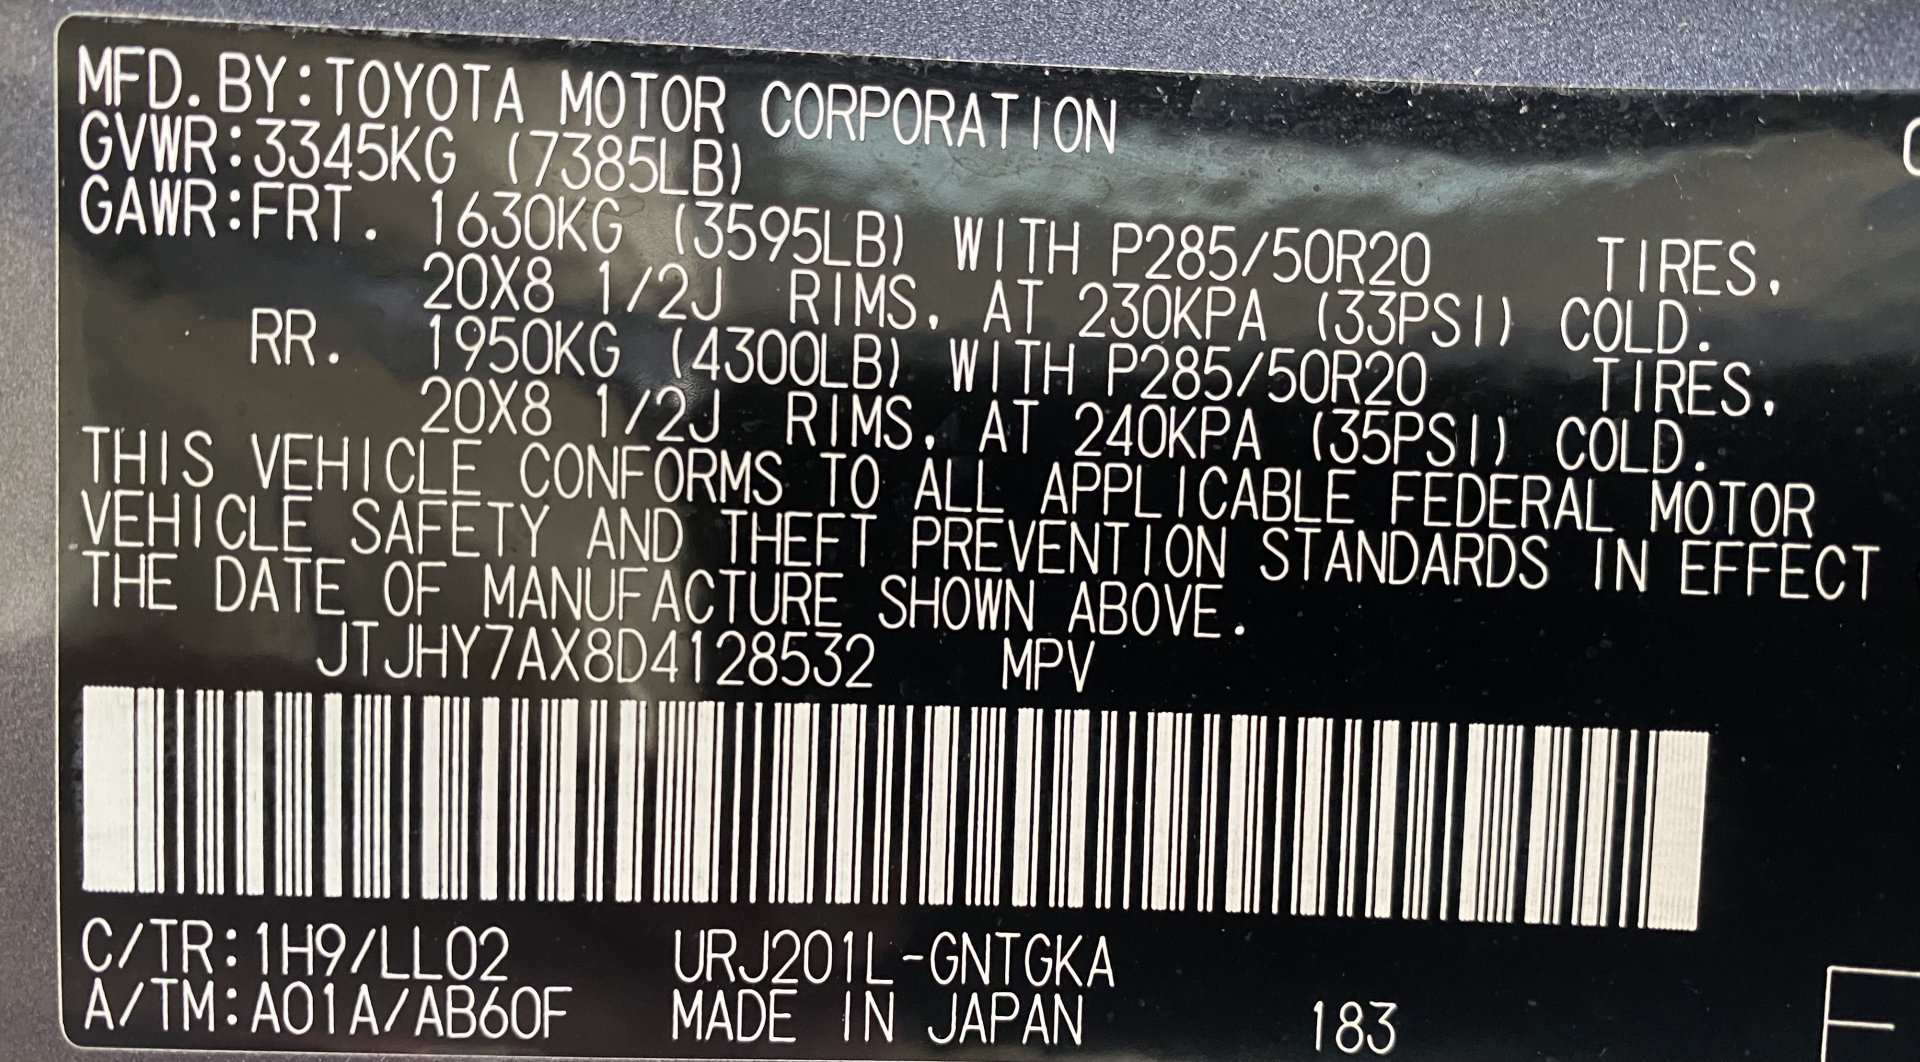 MFD. BY:TOYOTA MOTOR CORPORATION
GVWR:3345KG (7385LB)
GAWR:FRT. 1630KG (3595LB) WITH P285/50R20 TIRES,
20X8 1/2J RIMS, AT 230KPA (33PSI) COLD.
RR. 1950KG (4300LB) WITH P285/50R20 TIRES,
20X8 1/2J RIMS, AT 240KPA (35PSI) COLD.
THIS VEHICLE CONFORMS TO ALL APPLICABLE FEDERAL MOTOR
VEHICLE SAFETY AND THEFT PREVENTION STANDARDS IN EFFECT
THE DATE OF MANUFACTURE SHOWN ABOVE.
JTJHY7AX8D4128532 MPV
C/TR:1H9/LL02 URJ201L-GNTGKA
A/TM:A01A/AB60F MADE IN JAPAN 183